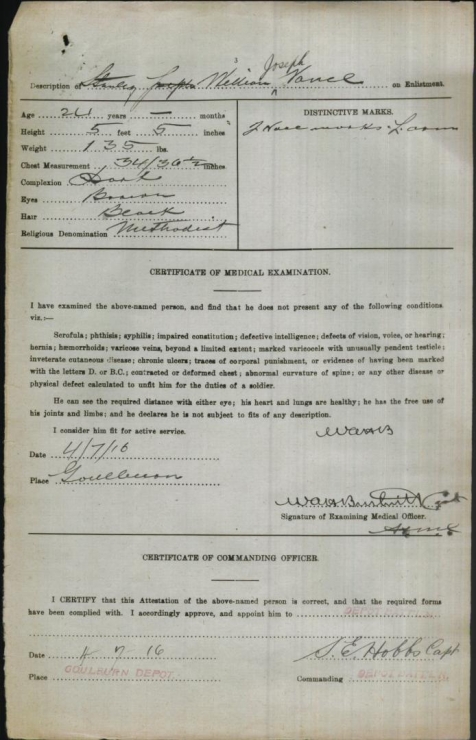 3
Joseph
Description of Stanley Joseph William Vance on Enlistment.
Age 24 years — months
Height 5 feet 5 inches
Weight 135 lbs.
Chest Measurement 34/36½ inches
Complexion Dark
Eyes Brown
Hair Black
Religious Denomination Methodist
DISTINCTIVE MARKS.
2 Vacc marks L. arm
CERTIFICATE OF MEDICAL EXAMINATION.
I have examined the above-named person, and find that he does not present any of the following conditions
viz.:—
Scrofula; phthisis; syphilis; impaired constitution; defective intelligence; defects of vision, voice, or hearing;
hernia; hæmorrhoids; varicose veins, beyond a limited extent; marked varicocele with unusually pendent testicle;
inveterate cutaneous disease; chronic ulcers; traces of corporal punishment, or evidence of having been marked
with the letters D. or B.C.; contracted or deformed chest; abnormal curvature of spine; or any other disease or
physical defect calculated to unfit him for the duties of a soldier.
He can see the required distance with either eye; his heart and lungs are healthy; he has the free use of
his joints and limbs; and he declares he is not subject to fits of any description.
I consider him fit for active service.
Date 4/7/16
Place Goulburn
Signature of Examining Medical Officer.
CERTIFICATE OF COMMANDING OFFICER.
I CERTIFY that this Attestation of the above-named person is correct, and that the required forms
have been complied with. I accordingly approve, and appoint him to
Date 7 16
Place GOULBURN DEPOT
S. E. Hobbs Capt
Commanding